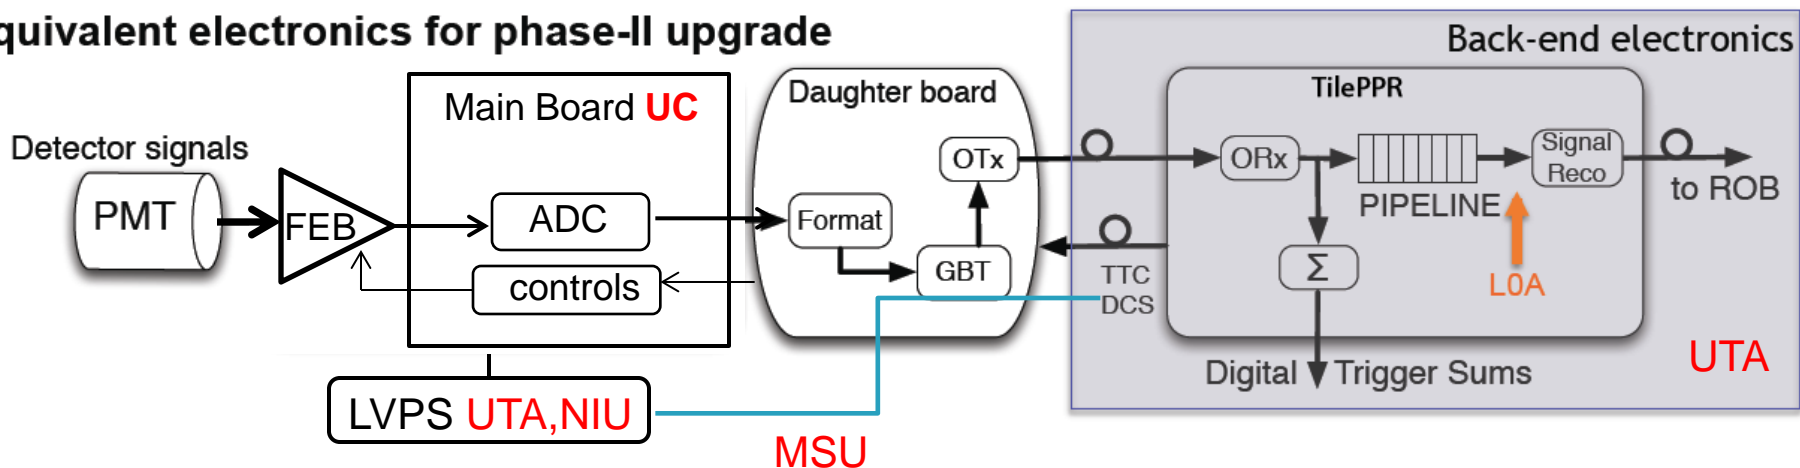 quivalent electronics for phase-II upgrade
Back-end electronics
Detector signals
PMT
FEB
Main Board UC
ADC
controls
LVPS UTA,NIU
MSU
Daughter board
OTx
Format
GBT
TTC
DCS
TilePPR
ORx
PIPELINE
Signal
Reco
to ROB
L0A
Σ
Digital
Trigger Sums
UTA